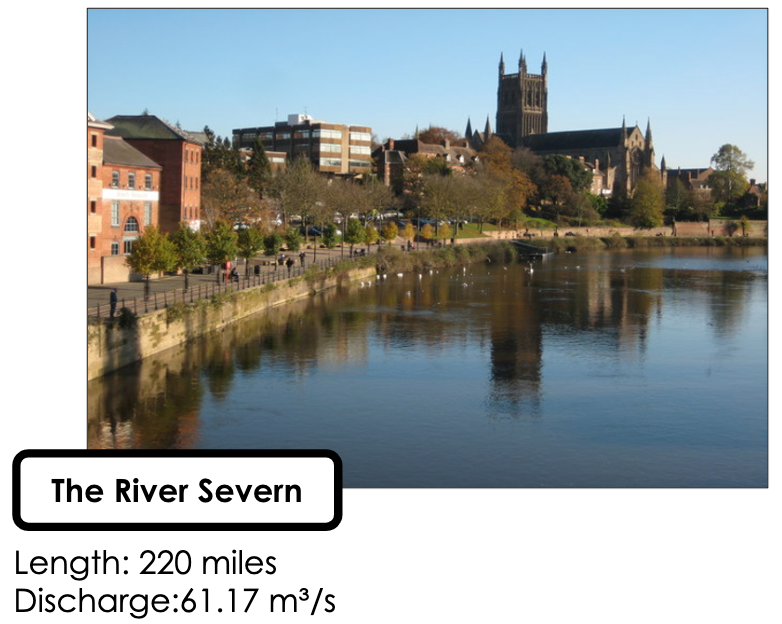 The River Severn
Length: 220 miles
Discharge:61.17 m³/s